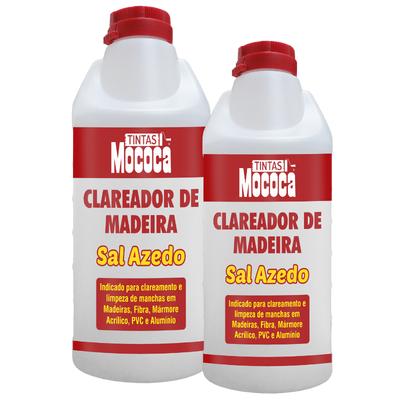 TINTAS
Mococa
CLAREADOR DE
MADEIRA
Sal Azedo
Indicado para clareamento e
limpeza de manchas em
Madeiras, Fibra, Mármore
Acrílico, PVC e Alumínio
TINTAS
Mococa
CLAREADOR DE
MADEIRA
Sal Azedo
Indicado para clareamento e
limpeza de manchas em
Madeiras, Fibra, Mármore
Acrílico, PVC e Alumínio